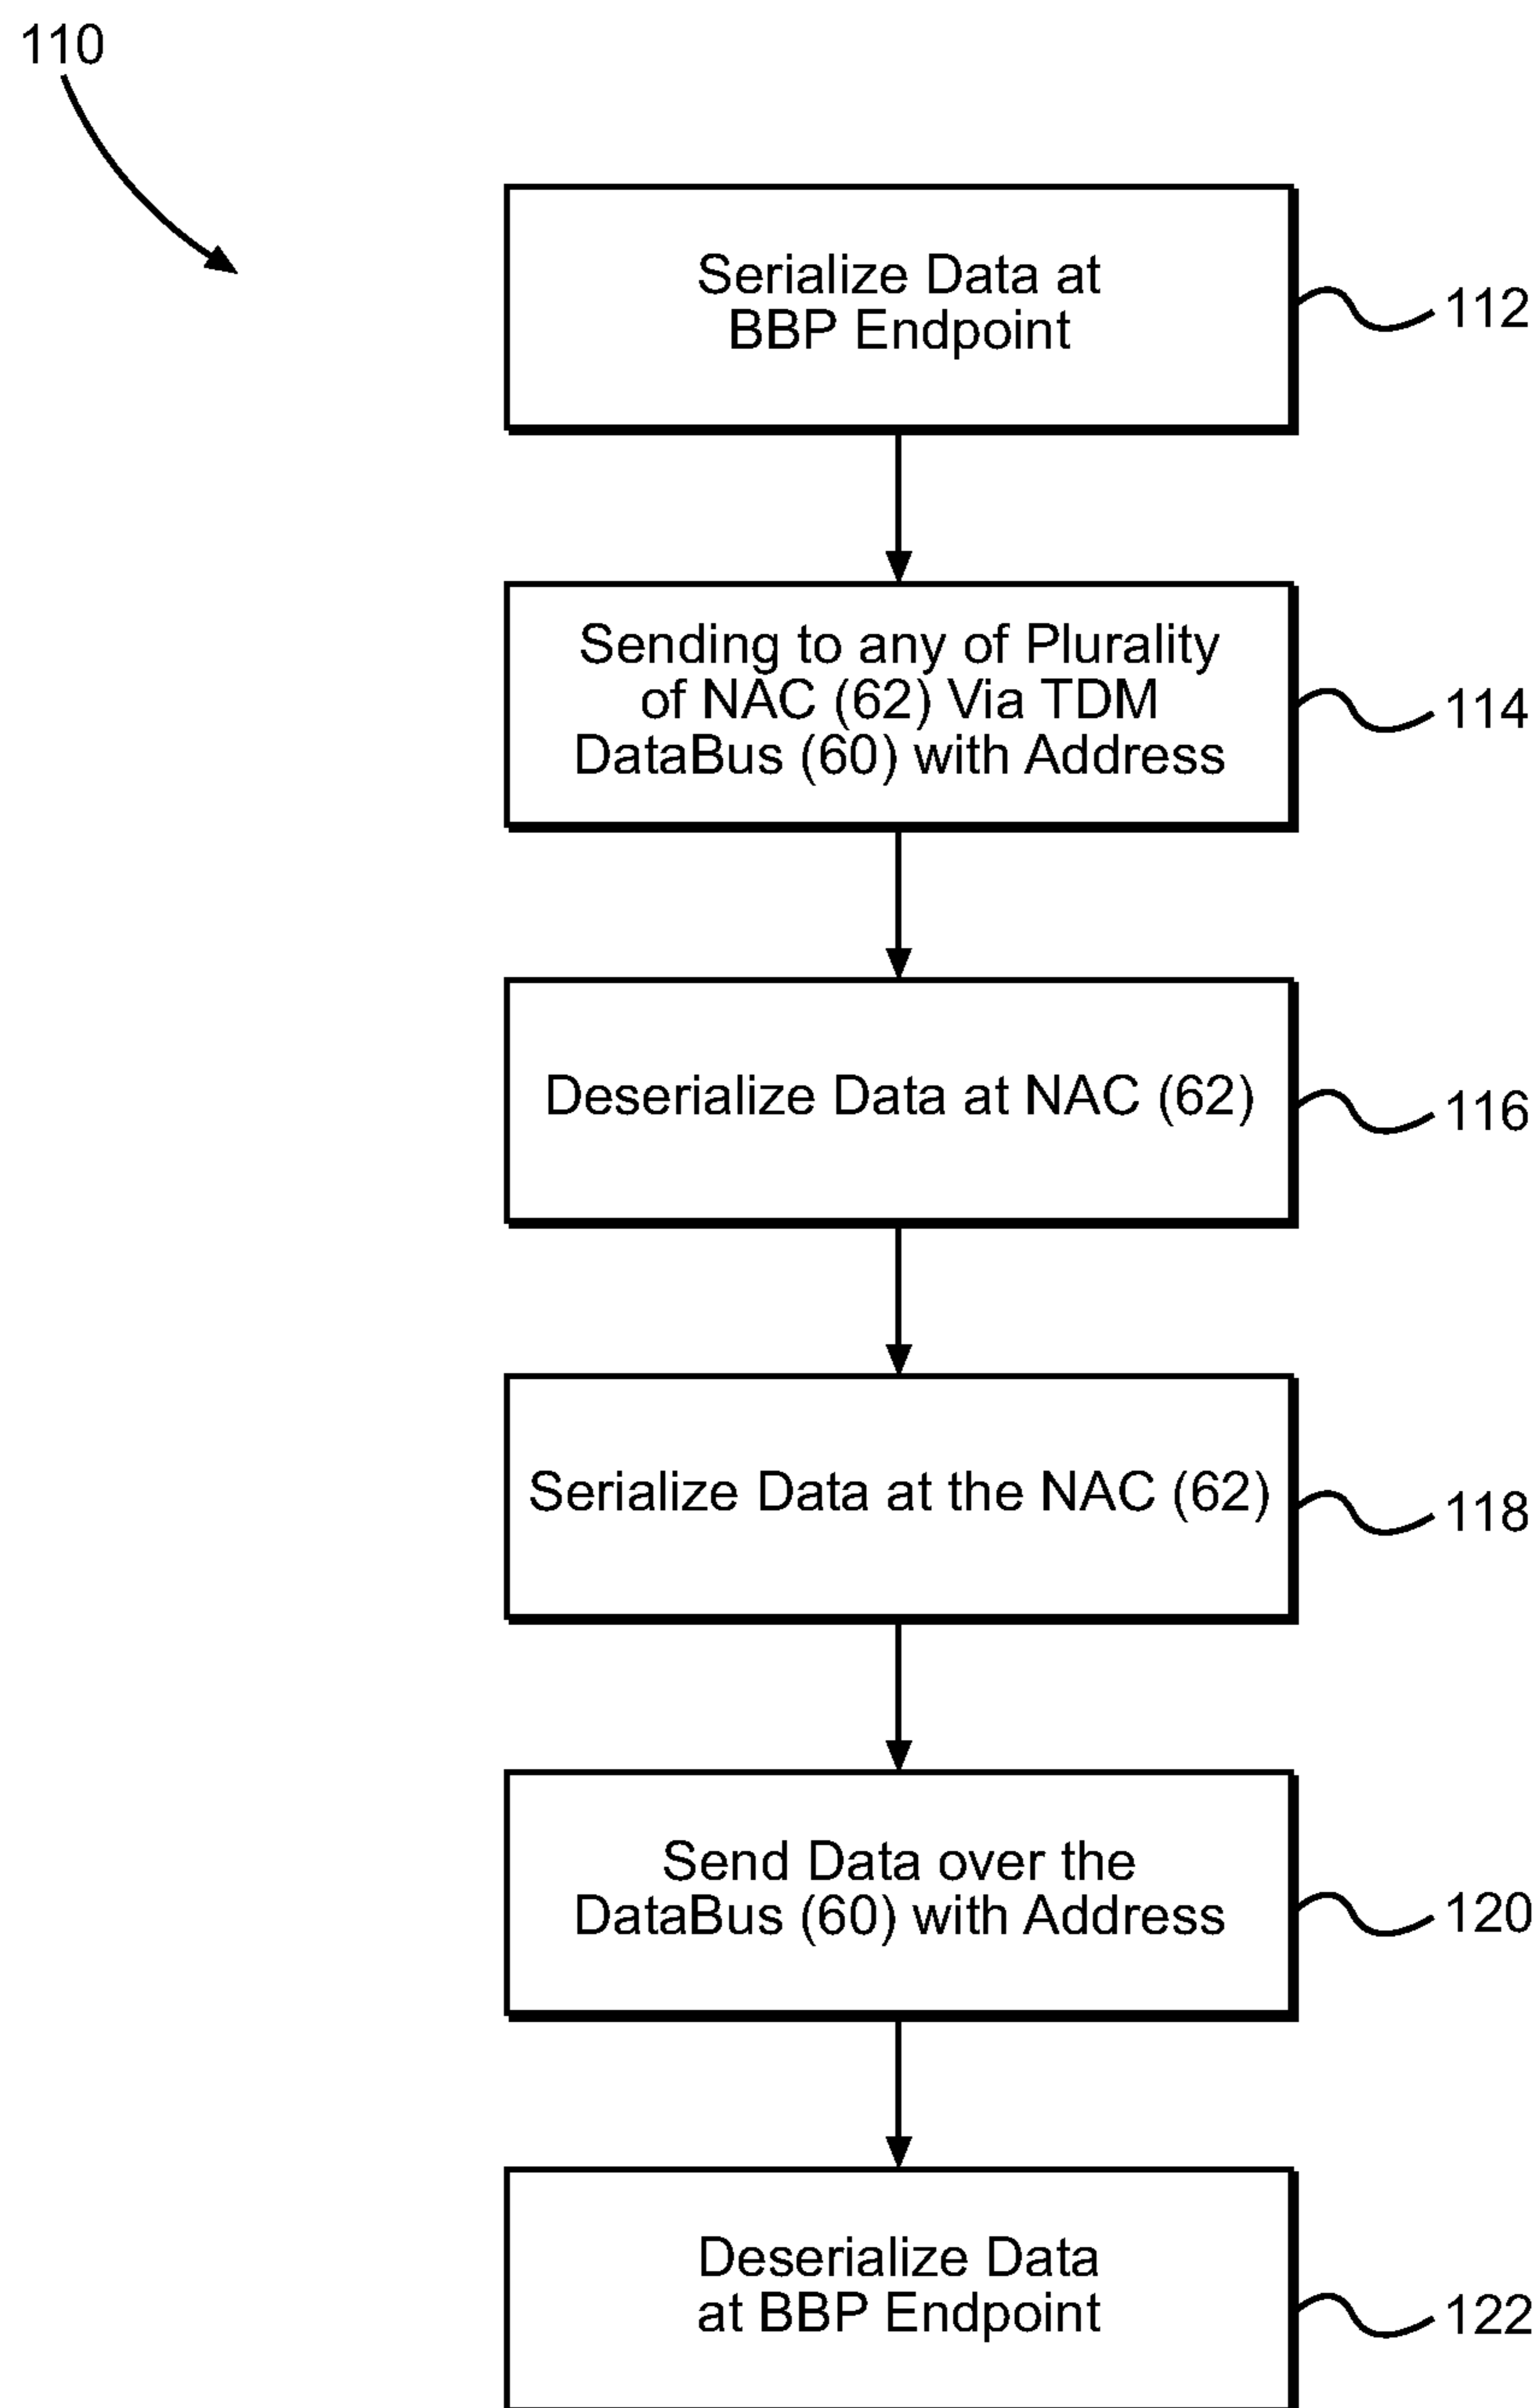 110
Serialize Data at
BBP Endpoint
112
Sending to any of Plurality
of NAC (62) Via TDM
DataBus (60) with Address
114
Deserialize Data at NAC (62)
116
Serialize Data at the NAC (62)
118
Send Data over the
DataBus (60) with Address
120
Deserialize Data
at BBP Endpoint
122